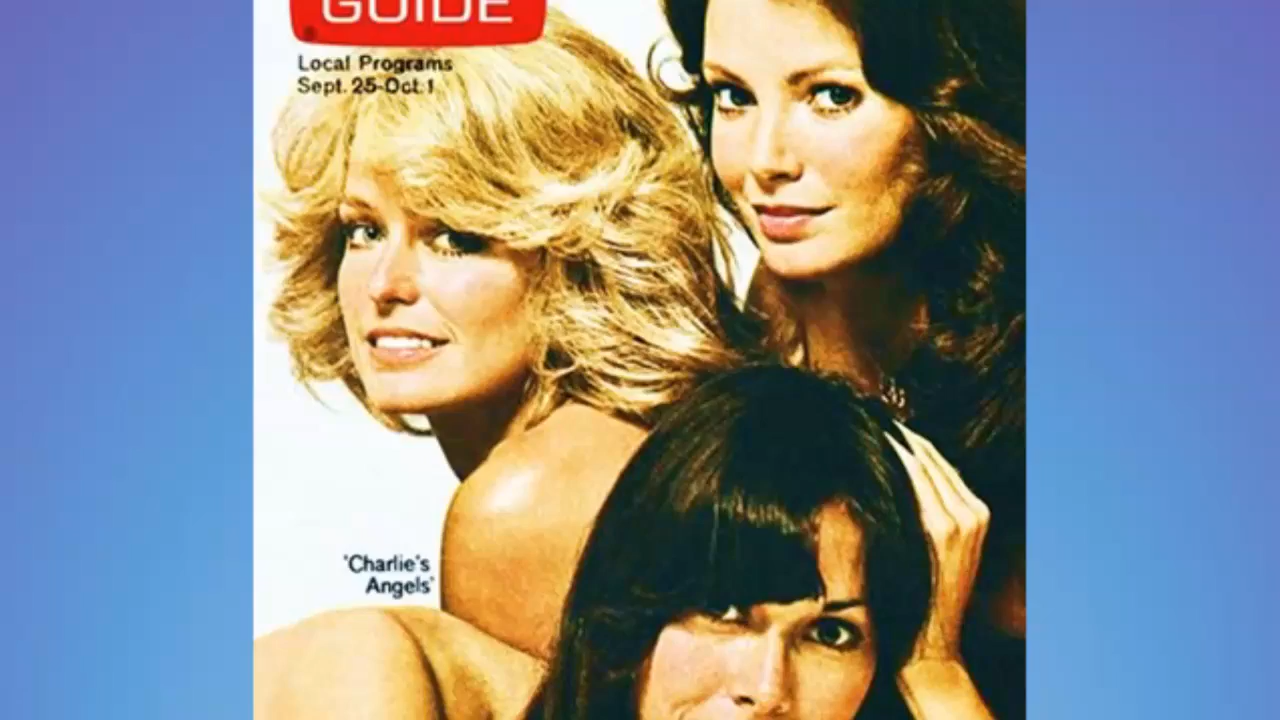 GUIDE
Local Programs
Sept. 25-Oct. 1
'Charlie's
Angels'